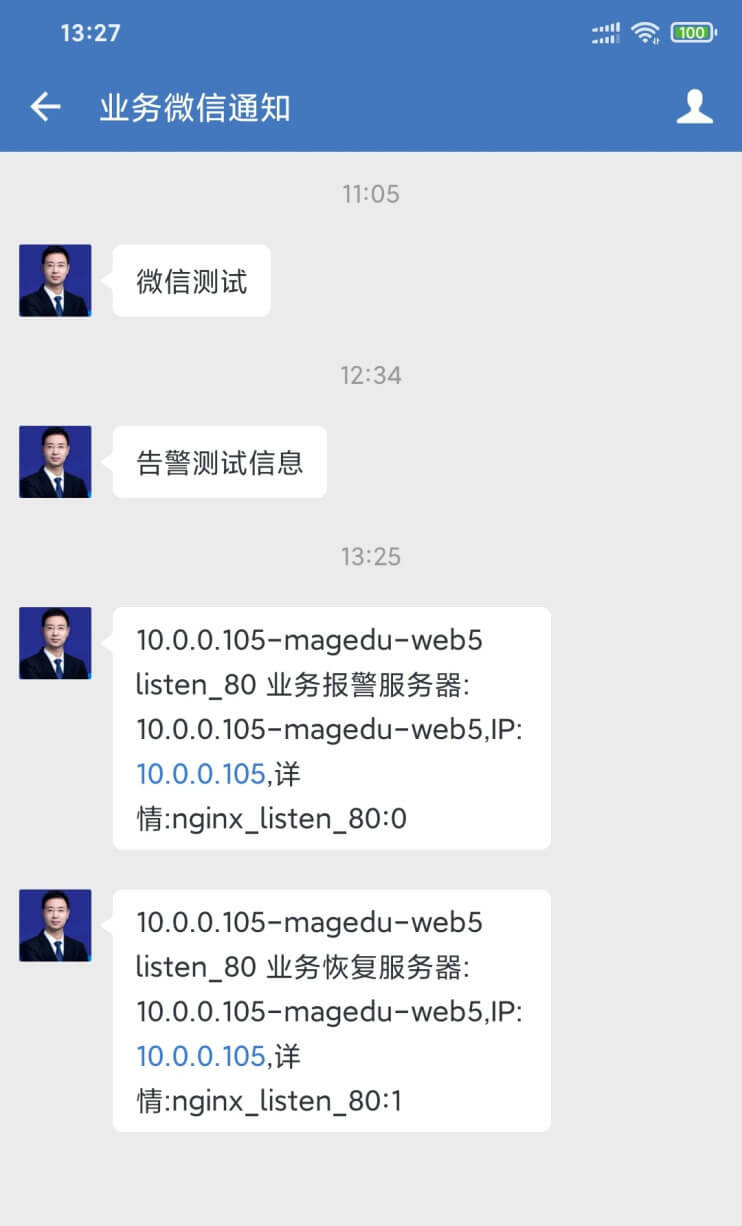 13:27
100
业务微信通知
11:05
微信测试
12:34
告警测试信息
13:25
10.0.0.105-magedu-web5
listen_80 业务报警服务器:
10.0.0.105-magedu-web5,IP:
10.0.0.105,详
情:nginx_listen_80:0
10.0.0.105-magedu-web5
listen_80 业务恢复服务器:
10.0.0.105-magedu-web5,IP:
10.0.0.105,详
情:nginx_listen_80:1